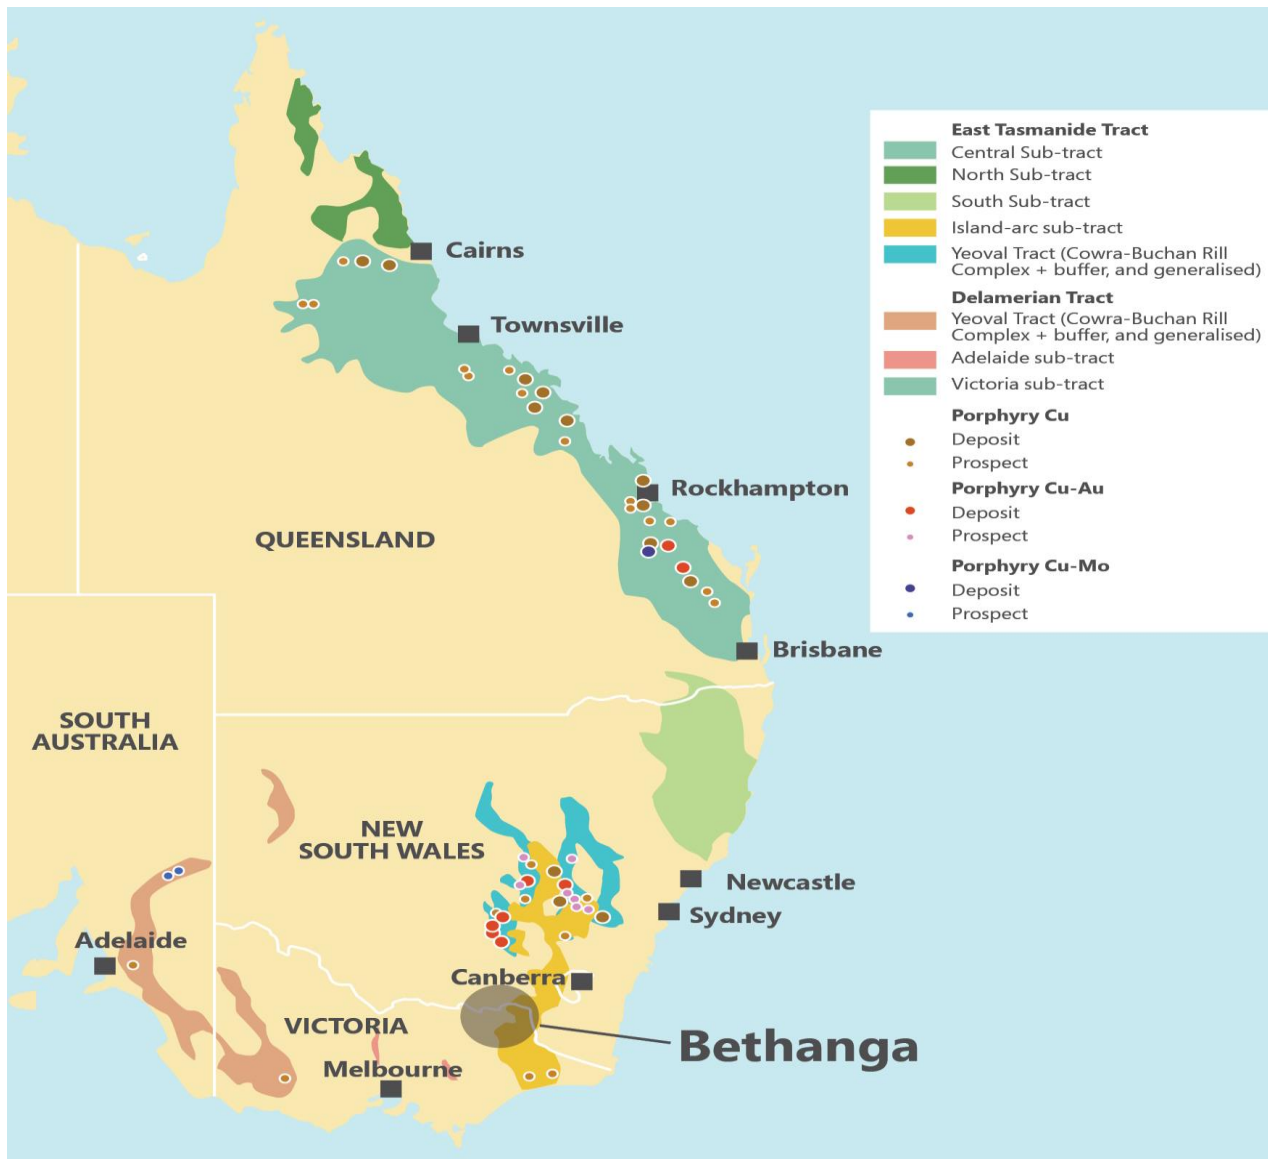 East Tasmanide Tract
Central Sub-tract
North Sub-tract
South Sub-tract
Island-arc sub-tract
Yeoval Tract (Cowra-Buchan Rill
Complex + buffer, and generalised)
Delamerian Tract
Yeoval Tract (Cowra-Buchan Rill
Complex + buffer, and generalised)
Adelaide sub-tract
Victoria sub-tract
Porphyry Cu
Deposit
Prospect
Porphyry Cu-Au
Deposit
Prospect
Porphyry Cu-Mo
Deposit
Prospect
Cairns
Townsville
Rockhampton
QUEENSLAND
Brisbane
SOUTH
AUSTRALIA
NEW
SOUTH WALES
Newcastle
Sydney
Adelaide
Canberra
VICTORIA
Bethanga
Melbourne